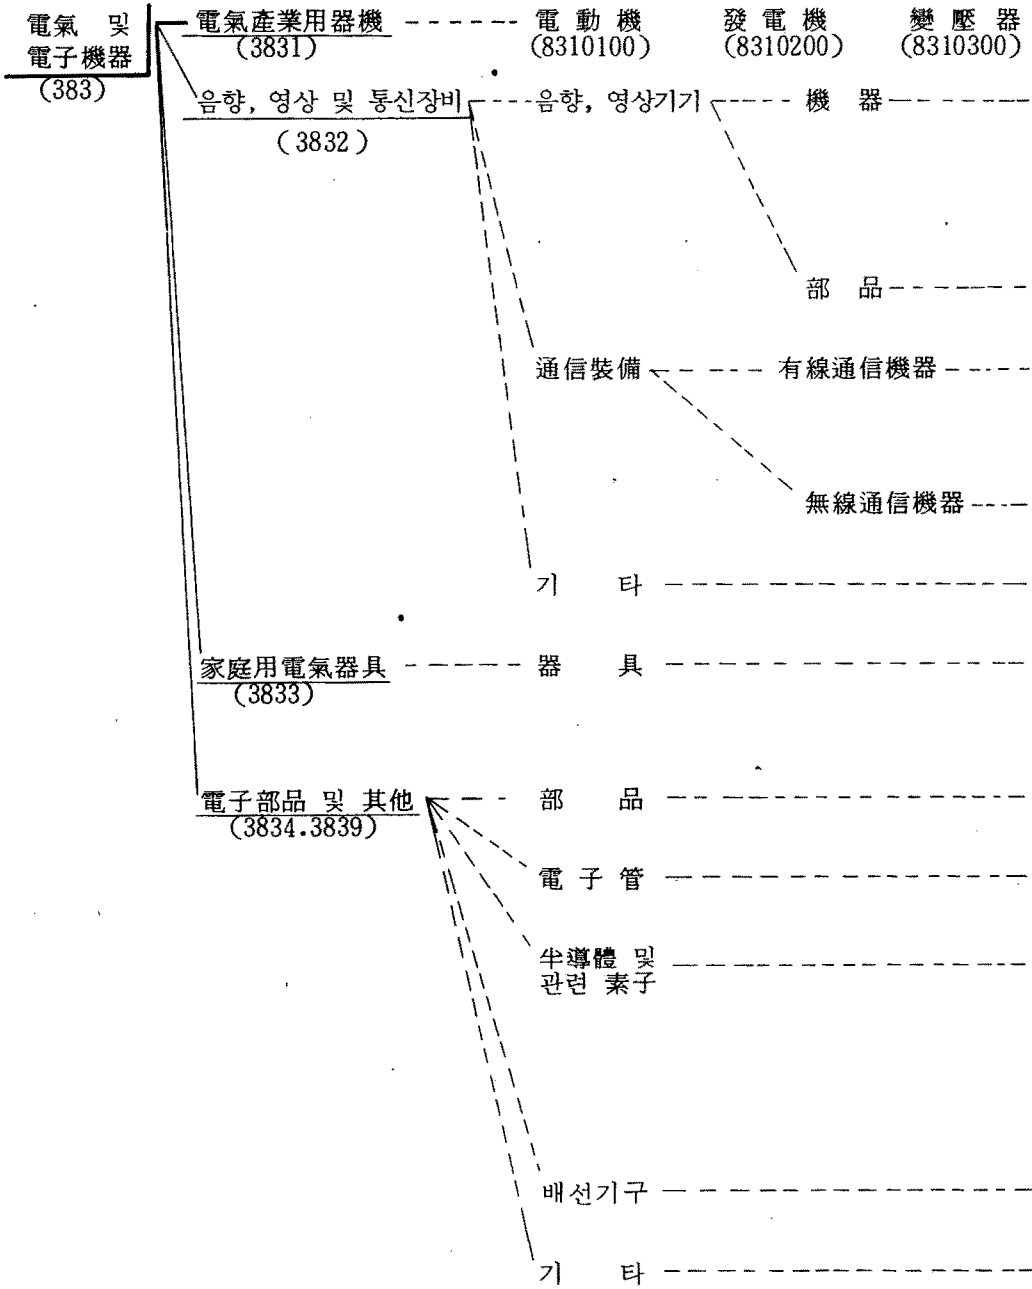 電氣 및
電子機器
(383)
電氣產業用器機
(3831)
電動機 發電機 變壓器
(8310100) (8310200) (8310300)
음향, 영상 및 통신장비
(3832)
음향, 영상기기
機器
部品
通信裝備
有線通信機器
無線通信機器
기타
家庭用電氣器具
(3833)
器具
電子部品 및 其他
(3834.3839)
部品
電子管
半導體 및
관련 素子
배선기구
기타